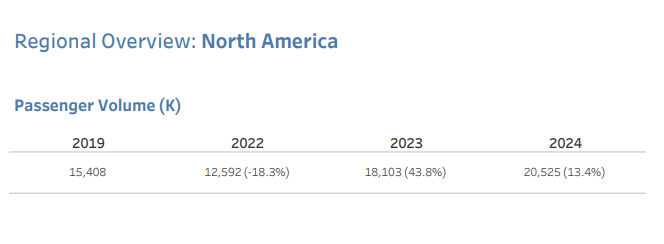 Regional Overview: North America
Passenger Volume (K)
2019 2022 2023 2024
15,408 12,592 (-18.3%) 18,103 (43.8%) 20,525 (13.4%)